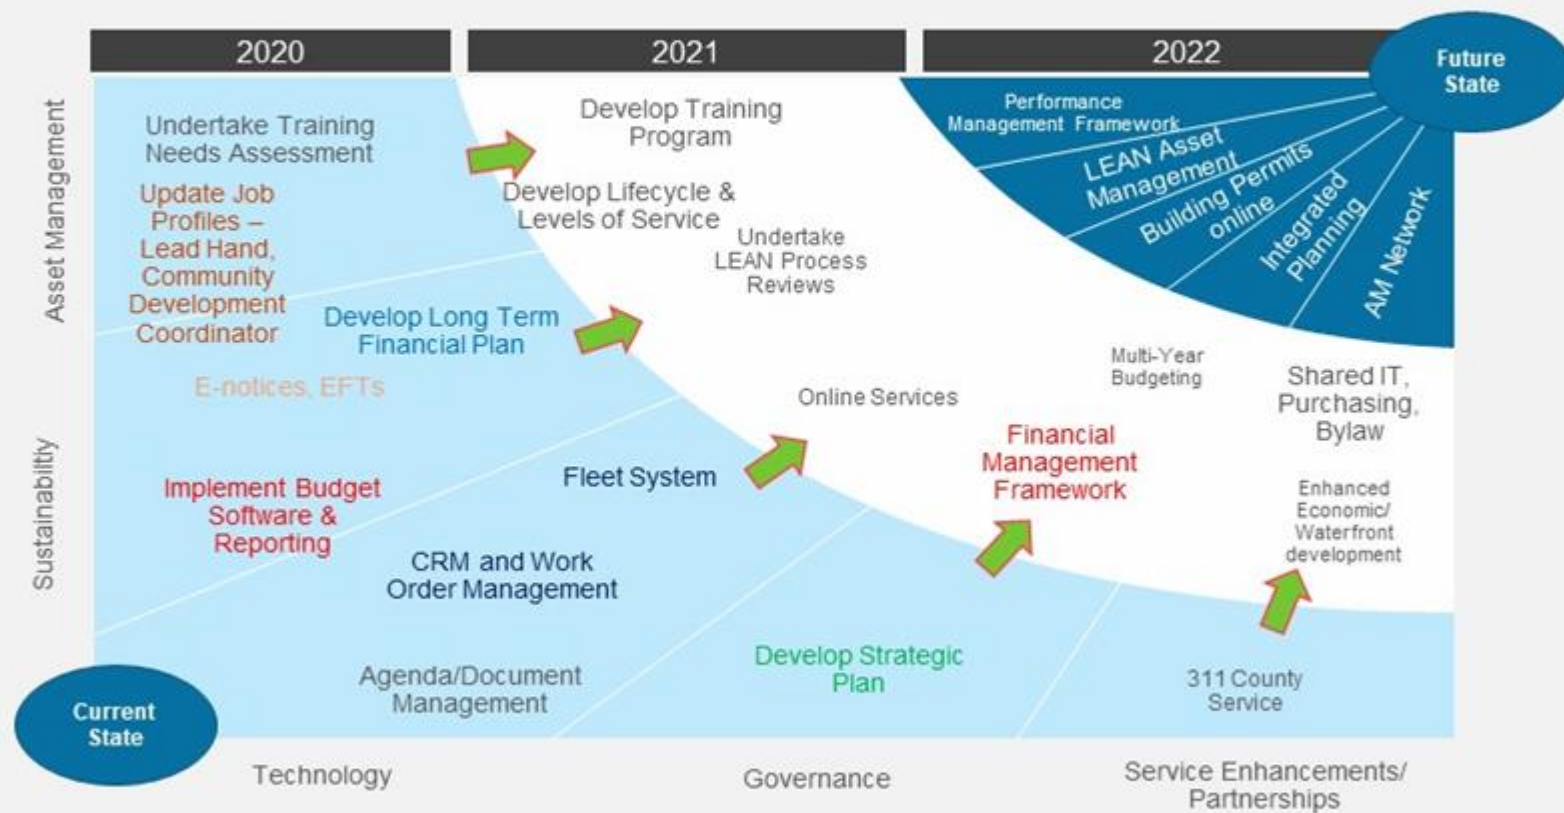 2020
2021
2022
Future
State
Asset Management
Sustainabiltiy
Undertake Training
Needs Assessment
Update Job
Profiles –
Lead Hand,
Community
Development
Coordinator
Develop Long Term
Financial Plan
E-notices, EFTs
Implement Budget
Software &
Reporting
Fleet System
CRM and Work
Order Management
Agenda/Document
Management
Develop Strategic
Plan
311 County
Service
Develop Training
Program
Develop Lifecycle &
Levels of Service
Undertake
LEAN Process
Reviews
Online Services
Multi-Year
Budgeting
Financial
Management
Framework
Shared IT,
Purchasing,
Bylaw
Enhanced
Economic/
Waterfront
development
Performance
Management Framework
LEAN Asset
Management
Building Permits
online
Integrated
Planning
AM Network
Current
State
Technology
Governance
Service Enhancements/
Partnerships